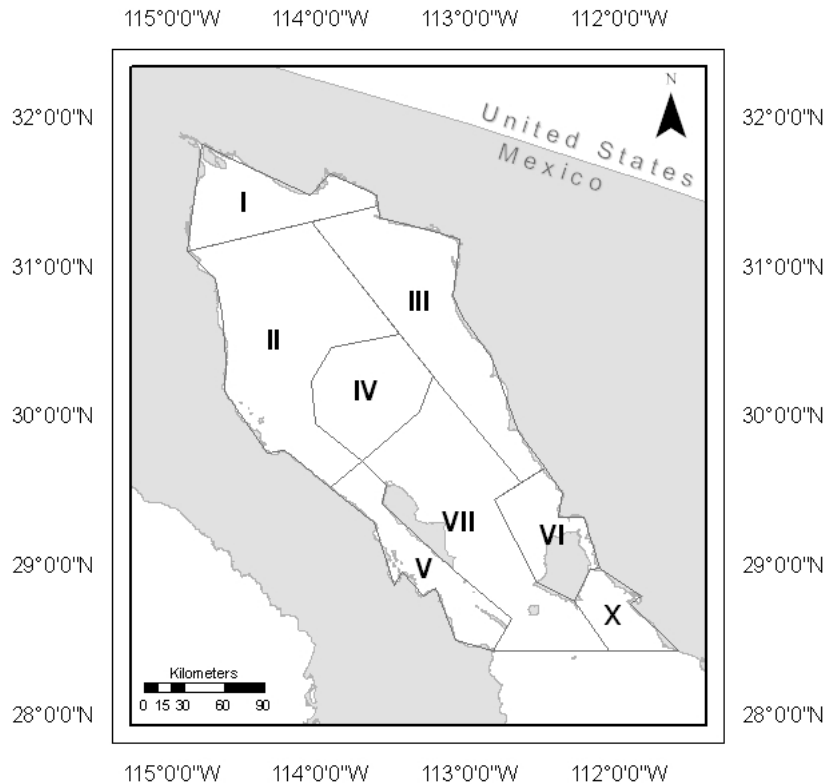 115°0'0"W 114°0'0"W 113°0'0"W 112°0'0"W
N
32°0'0"N 32°0'0"N
United States
Mexico
I
31°0'0"N 31°0'0"N
III
II
IV
30°0'0"N 30°0'0"N
VII
VI
29°0'0"N 29°0'0"N
V
X
Kilometers
0 15 30 60 90
28°0'0"N 28°0'0"N
115°0'0"W 114°0'0"W 113°0'0"W 112°0'0"W